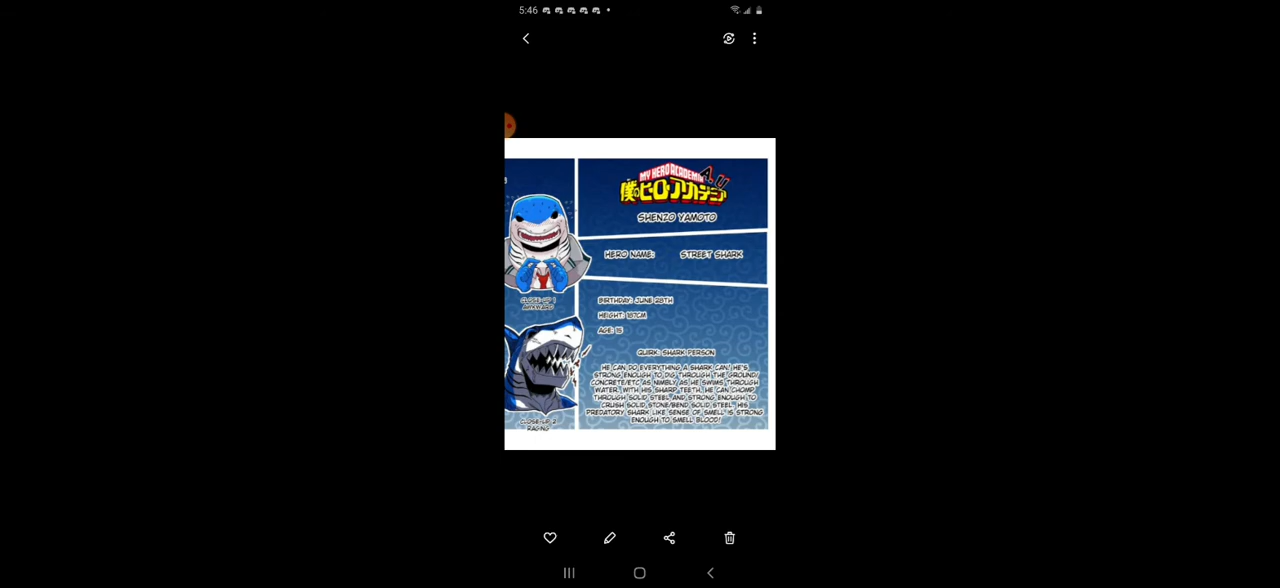 5:46
MY HERO ACADEMIA
A.U
僕のヒーローアカデミア
SHENZO YAMOTO
HERO NAME: STREET SHARK
CLOSE UP 1
AWKWARD
BIRTHDAY: JUNE 28TH
HEIGHT: 187CM
AGE: 15
QUIRK: SHARK PERSON
HE CAN DO EVERYTHING A SHARK CAN! HE'S
STRONG ENOUGH TO DIG THROUGH THE GROUND/
CONCRETE/ETC AS NIMBLY AS HE SWIMS THROUGH
WATER. WITH HIS SHARP TEETH, HE CAN CHOMP
THROUGH SOLID STEEL AND STRONG ENOUGH TO
CRUSH SOLID STONE/BEND SOLID STEEL. HIS
PREDATORY SHARK LIKE SENSE OF SMELL IS STRONG
ENOUGH TO SMELL BLOOD!
CLOSE UP 2
RAGING